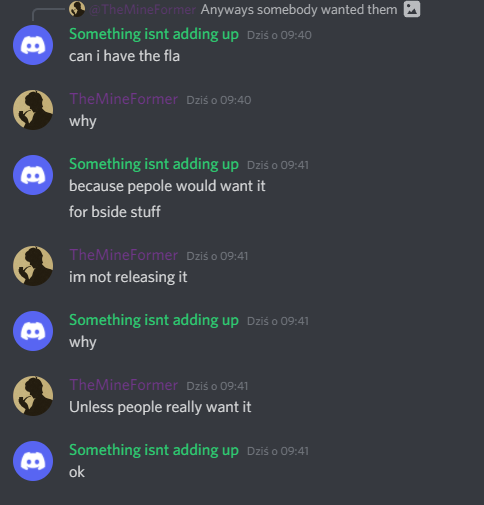 @TheMineFormer Anyways somebody wanted them
Something isnt adding up Dziś o 09:40
can i have the fla
TheMineFormer Dziś o 09:40
why
Something isnt adding up Dziś o 09:41
because pepole would want it
for bside stuff
TheMineFormer Dziś o 09:41
im not releasing it
Something isnt adding up Dziś o 09:41
why
TheMineFormer Dziś o 09:41
Unless people really want it
Something isnt adding up Dziś o 09:41
ok